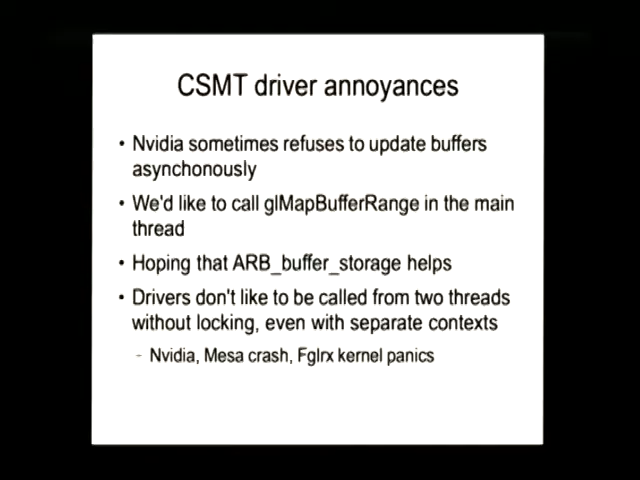 CSMT driver annoyances
• Nvidia sometimes refuses to update buffers
asynchonously
• We'd like to call glMapBufferRange in the main
thread
• Hoping that ARB_buffer_storage helps
• Drivers don't like to be called from two threads
without locking, even with separate contexts
- Nvidia, Mesa crash, Fglrx kernel panics